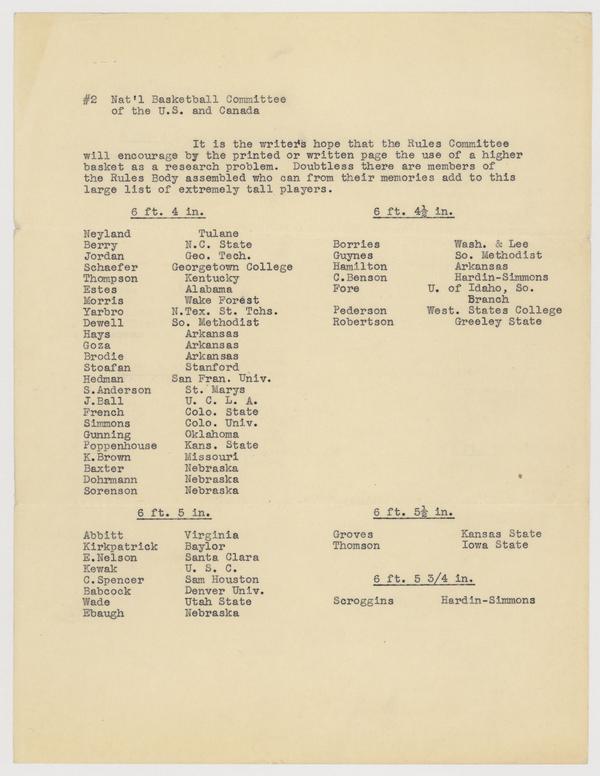 #2 Nat'l Basketball Committee
of the U.S. and Canada
It is the writer's hope that the Rules Committee
will encourage by the printed or written page the use of a higher
basket as a research problem. Doubtless there are members of
the Rules Body assembled who can from their memories add to this
large list of extremely tall players.
6 ft. 4 in.
Neyland Tulane
Berry N.C. State
Jordan Geo. Tech.
Schaefer Georgetown College
Thompson Kentucky
Estes Alabama
Morris Wake Forest
Yarbro N.Tex. St. Tchs.
Dewell So. Methodist
Hays Arkansas
Goza Arkansas
Brodie Arkansas
Stoafan Stanford
Hedman San Fran. Univ.
S.Anderson St. Marys
J.Ball U. C. L. A.
French Colo. State
Simmons Colo. Univ.
Gunning Oklahoma
Poppenhouse Kans. State
K.Brown Missouri
Baxter Nebraska
Dohrmann Nebraska
Sorenson Nebraska
6 ft. 4½ in.
Borries Wash. & Lee
Guynes So. Methodist
Hamilton Arkansas
C.Benson Hardin-Simmons
Fore U. of Idaho, So.
Branch
Pederson West. States College
Robertson Greeley State
6 ft. 5 in.
Abbitt Virginia
Kirkpatrick Baylor
E.Nelson Santa Clara
Kewak U. S. C.
C.Spencer Sam Houston
Babcock Denver Univ.
Wade Utah State
Ebaugh Nebraska
6 ft. 5½ in.
Groves Kansas State
Thomson Iowa State
6 ft. 5 3/4 in.
Scroggins Hardin-Simmons